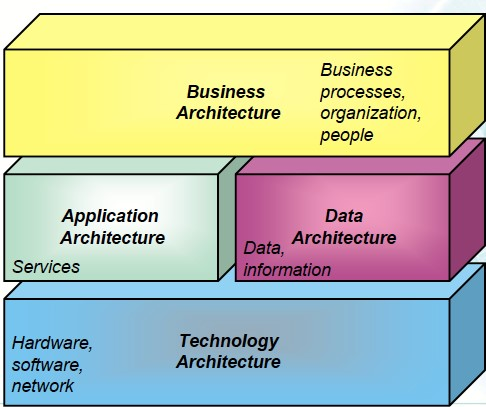 Business
Architecture
Business
processes,
organization,
people
Application
Architecture
Services
Data
Architecture
Data,
information
Technology
Architecture
Hardware,
software,
network